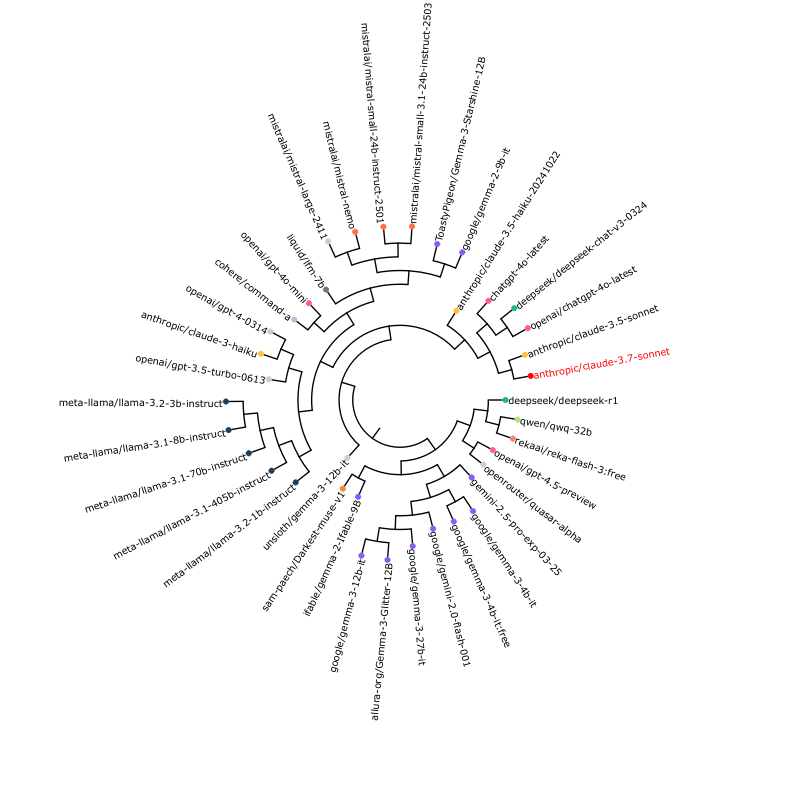 mistralai/mistral-small-3.1-24b-instruct-2503
mistralai/mistral-small-24b-instruct-2501
ToastyPigeon/Gemma-3-Starshine-12B
mistralai/mistral-nemo
mistralai/mistral-large-2411
google/gemma-2-9b-it
anthropic/claude-3.5-haiku-20241022
liquid/lfm-7b
chatgpt-4o-latest
deepseek/deepseek-chat-v3-0324
openai/gpt-4o-mini
cohere/command-a
openai/chatgpt-4o-latest
openai/gpt-4-0314
anthropic/claude-3.5-sonnet
anthropic/claude-3-haiku
anthropic/claude-3.7-sonnet
openai/gpt-3.5-turbo-0613
meta-llama/llama-3.2-3b-instruct
deepseek/deepseek-r1
qwen/qwq-32b
meta-llama/llama-3.1-8b-instruct
rekaai/reka-flash-3:free
meta-llama/llama-3.1-70b-instruct
openai/gpt-4.5-preview
meta-llama/llama-3.1-405b-instruct
openrouter/quasar-alpha
meta-llama/llama-3.2-1b-instruct
unsloth/gemma-3-12b-it
gemini-2.5-pro-exp-03-25
sam-paech/Darkest-muse-v1
ifable/gemma-2-Ifable-9B
google/gemma-3-4b-it
google/gemma-3-4b-it:free
google/gemma-3-12b-it
google/gemini-2.0-flash-001
google/gemma-3-27b-it
allura-org/Gemma-3-Glitter-12B